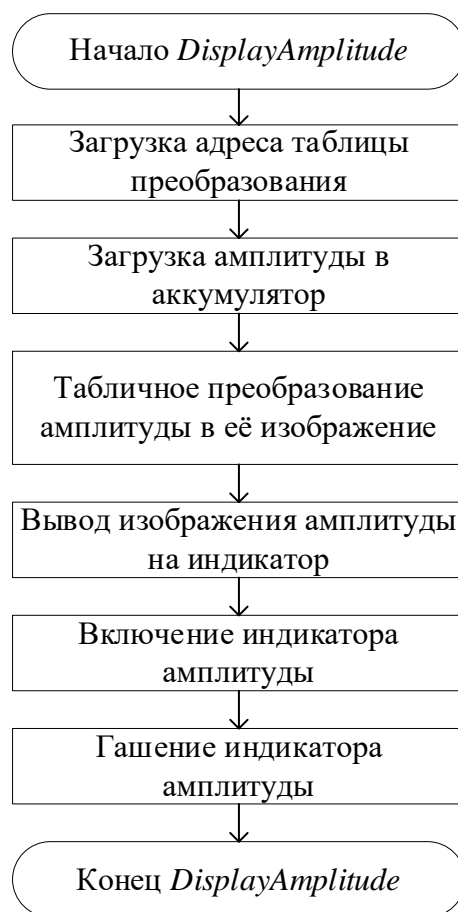 Начало DisplayAmplitude
Загрузка адреса таблицы
преобразования
Загрузка амплитуды в
аккумулятор
Табличное преобразование
амплитуды в её изображение
Вывод изображения амплитуды
на индикатор
Включение индикатора
амплитуды
Гашение индикатора
амплитуды
Конец DisplayAmplitude